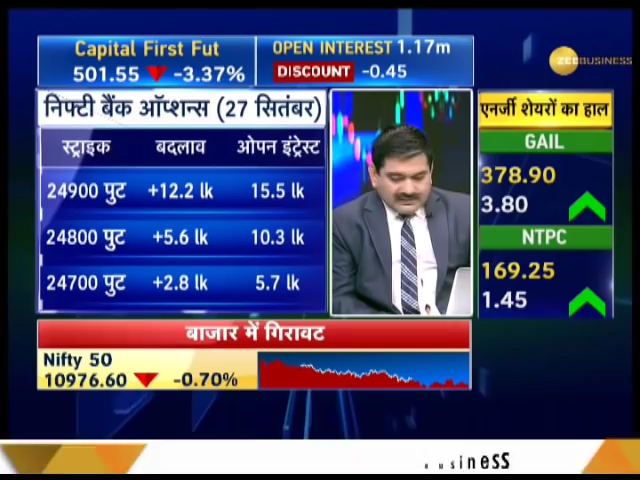 Capital First Fut
501.55 -3.37%
OPEN INTEREST 1.17m
DISCOUNT -0.45
ZEE BUSINESS
निफ्टी बैंक ऑप्शन्स (27 सितंबर)
स्ट्राइक बदलाव ओपन इंट्रेस्ट
24900 पुट +12.2 lk 15.5 lk
24800 पुट +5.6 lk 10.3 lk
24700 पुट +2.8 lk 5.7 lk
एनर्जी शेयरों का हाल
GAIL
378.90
3.80
NTPC
169.25
1.45
बाजार में गिरावट
Nifty 50
10976.60 -0.70%
BUSINESS